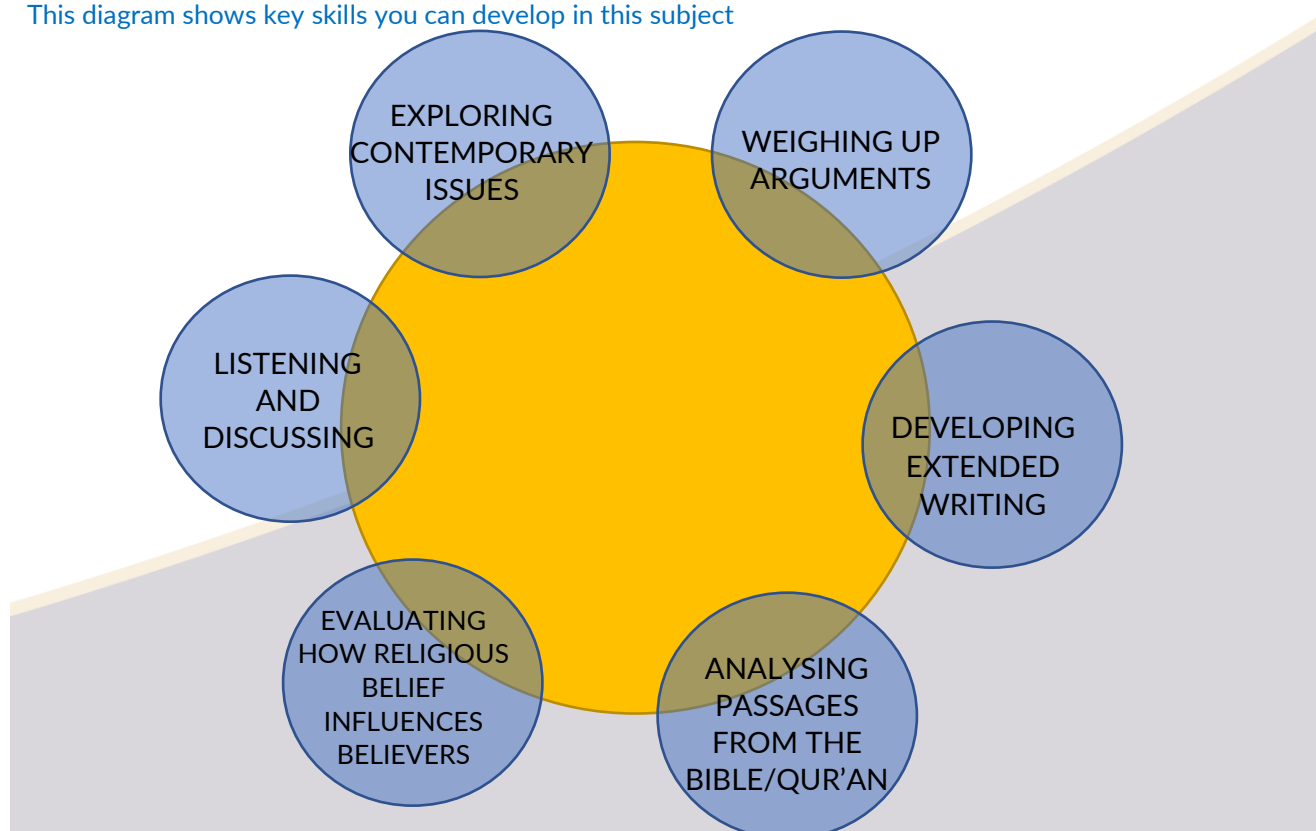 This diagram shows key skills you can develop in this subject
EXPLORING
CONTEMPORARY
ISSUES
WEIGHING UP
ARGUMENTS
LISTENING
AND
DISCUSSING
DEVELOPING
EXTENDED
WRITING
EVALUATING
HOW RELIGIOUS
BELIEF
INFLUENCES
BELIEVERS
ANALYSING
PASSAGES
FROM THE
BIBLE/QUR’AN